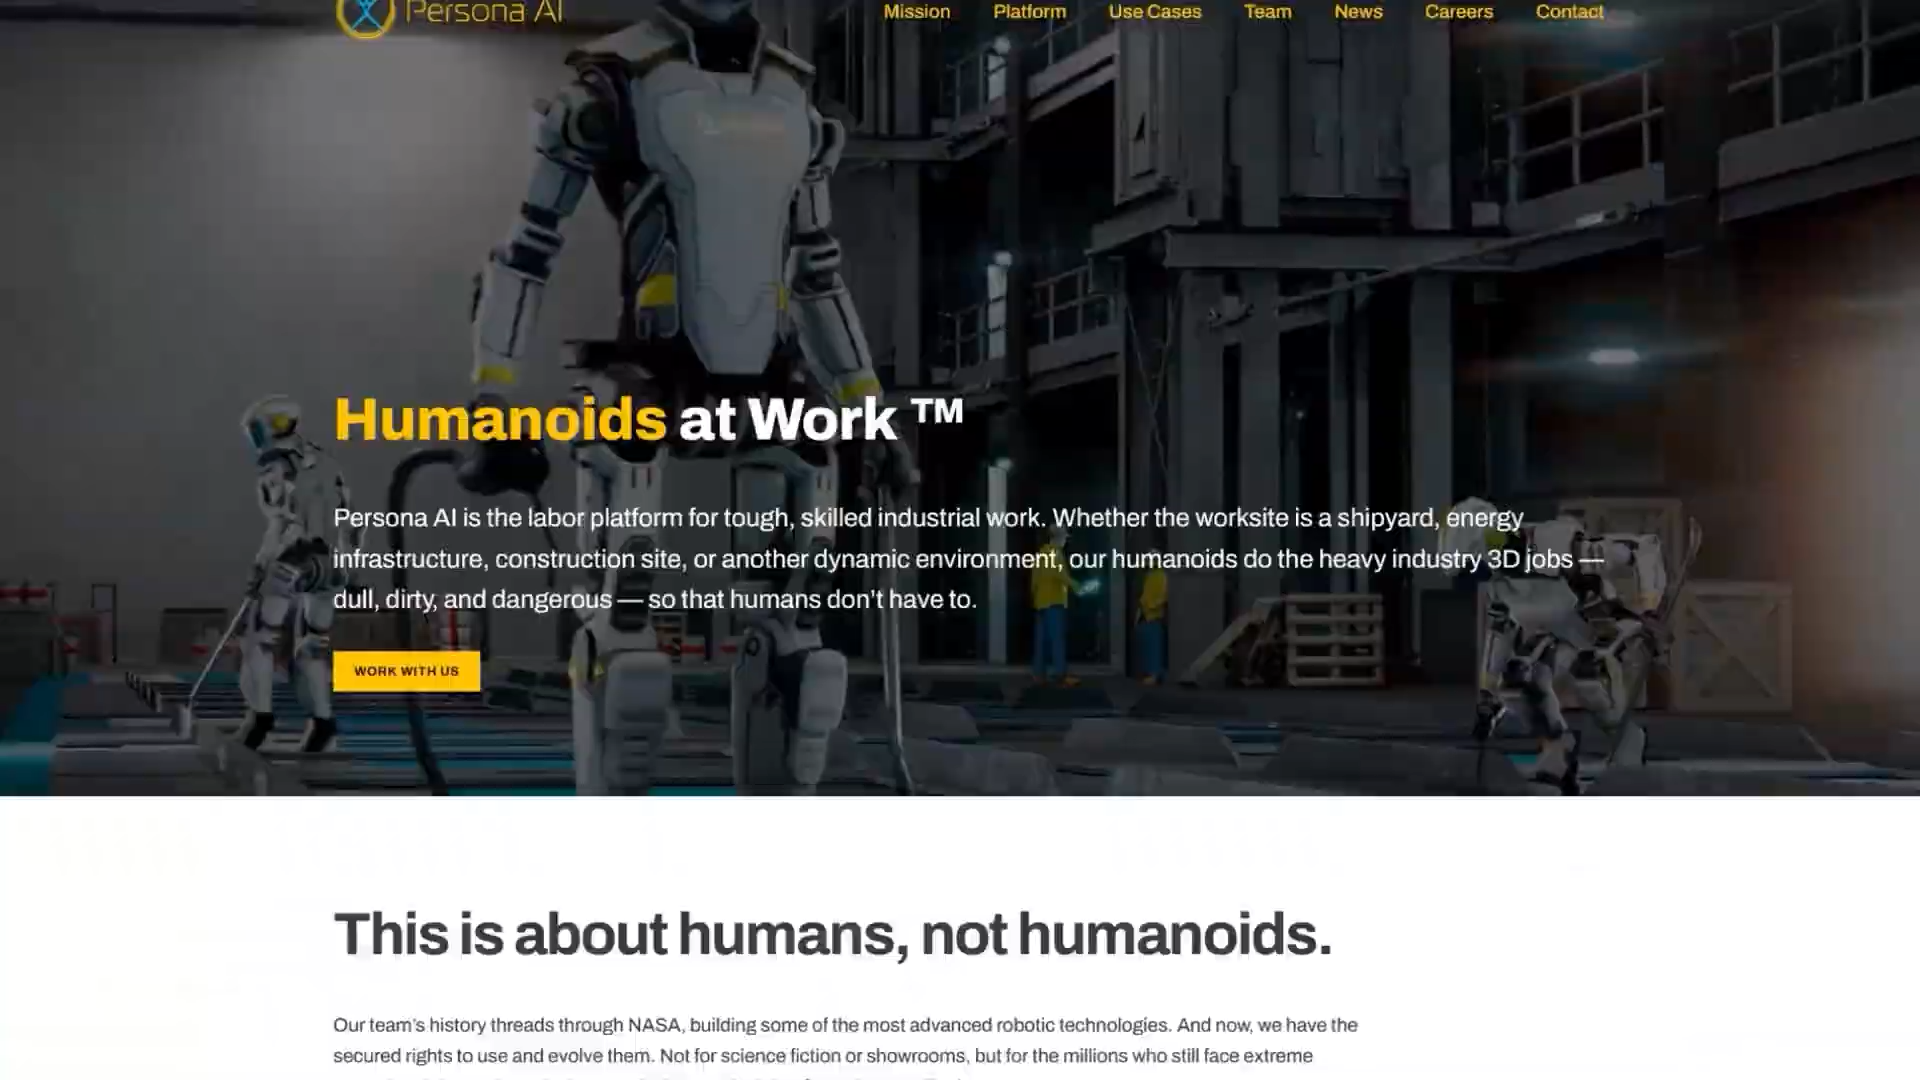 Persona AI
Mission Platform Use Cases Team News Careers Contact
Humanoids at Work ™
Persona AI is the labor platform for tough, skilled industrial work. Whether the worksite is a shipyard, energy
infrastructure, construction site, or another dynamic environment, our humanoids do the heavy industry 3D jobs —
dull, dirty, and dangerous — so that humans don't have to.
WORK WITH US
This is about humans, not humanoids.
Our team's history threads through NASA, building some of the most advanced robotic technologies. And now, we have the
secured rights to use and evolve them. Not for science fiction or showrooms, but for the millions who still face extreme